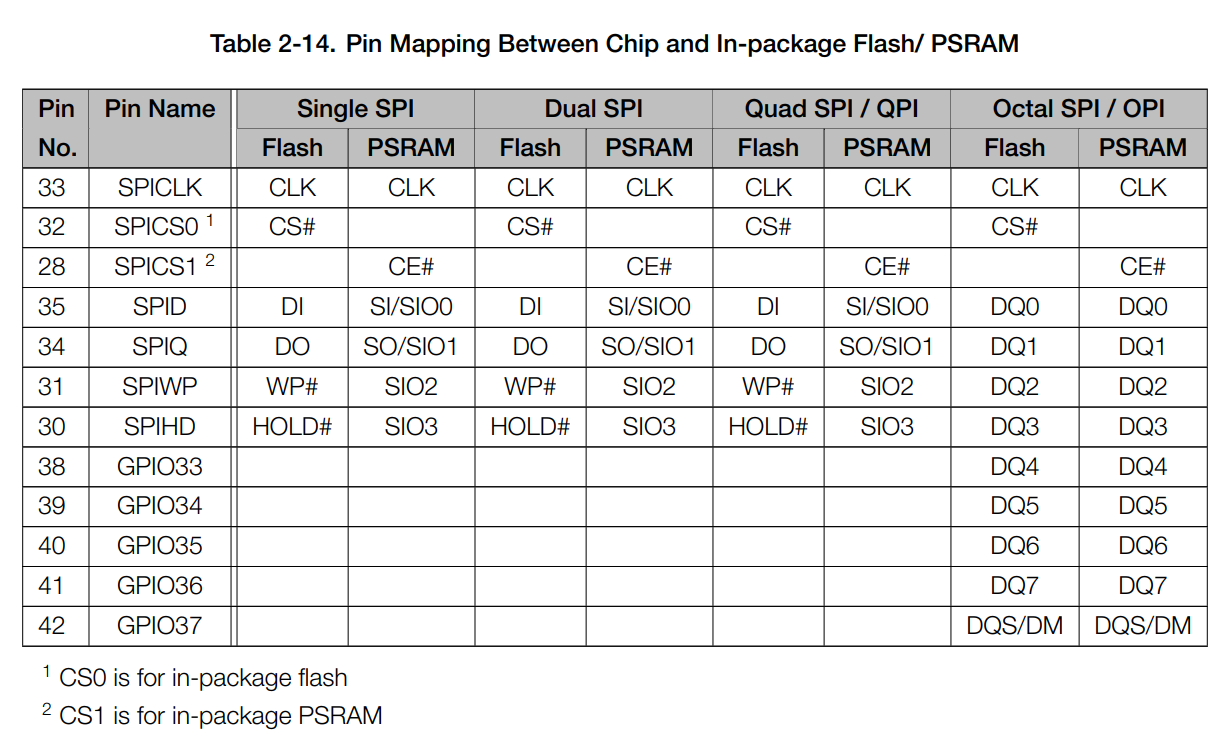 Table 2-14. Pin Mapping Between Chip and In-package Flash/ PSRAM
Pin No. Pin Name Single SPI Dual SPI Quad SPI / QPI Octal SPI / OPI
Flash PSRAM Flash PSRAM Flash PSRAM Flash PSRAM
33 SPICLK CLK CLK CLK CLK CLK CLK CLK CLK
32 SPICS0 1 CS# CS# CS# CS#
28 SPICS1 2 CE# CE# CE# CE#
35 SPID DI SI/SIO0 DI SI/SIO0 DI SI/SIO0 DQ0 DQ0
34 SPIQ DO SO/SIO1 DO SO/SIO1 DO SO/SIO1 DQ1 DQ1
31 SPIWP WP# SIO2 WP# SIO2 WP# SIO2 DQ2 DQ2
30 SPIHD HOLD# SIO3 HOLD# SIO3 HOLD# SIO3 DQ3 DQ3
38 GPIO33 DQ4 DQ4
39 GPIO34 DQ5 DQ5
40 GPIO35 DQ6 DQ6
41 GPIO36 DQ7 DQ7
42 GPIO37 DQS/DM DQS/DM
1 CS0 is for in-package flash
2 CS1 is for in-package PSRAM